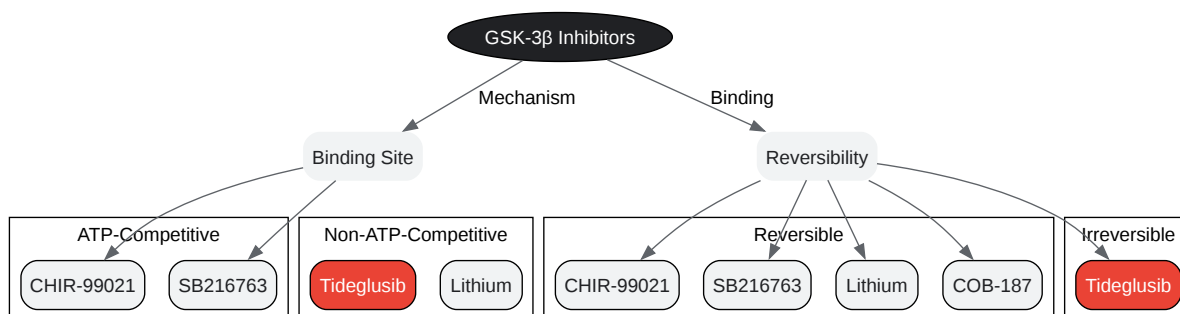 GSK-3β Inhibitors
Mechanism
Binding
Binding Site
Reversibility
ATP-Competitive
Non-ATP-Competitive
Reversible
Irreversible
CHIR-99021
SB216763
Tideglusib
Lithium
CHIR-99021
SB216763
Lithium
COB-187
Tideglusib